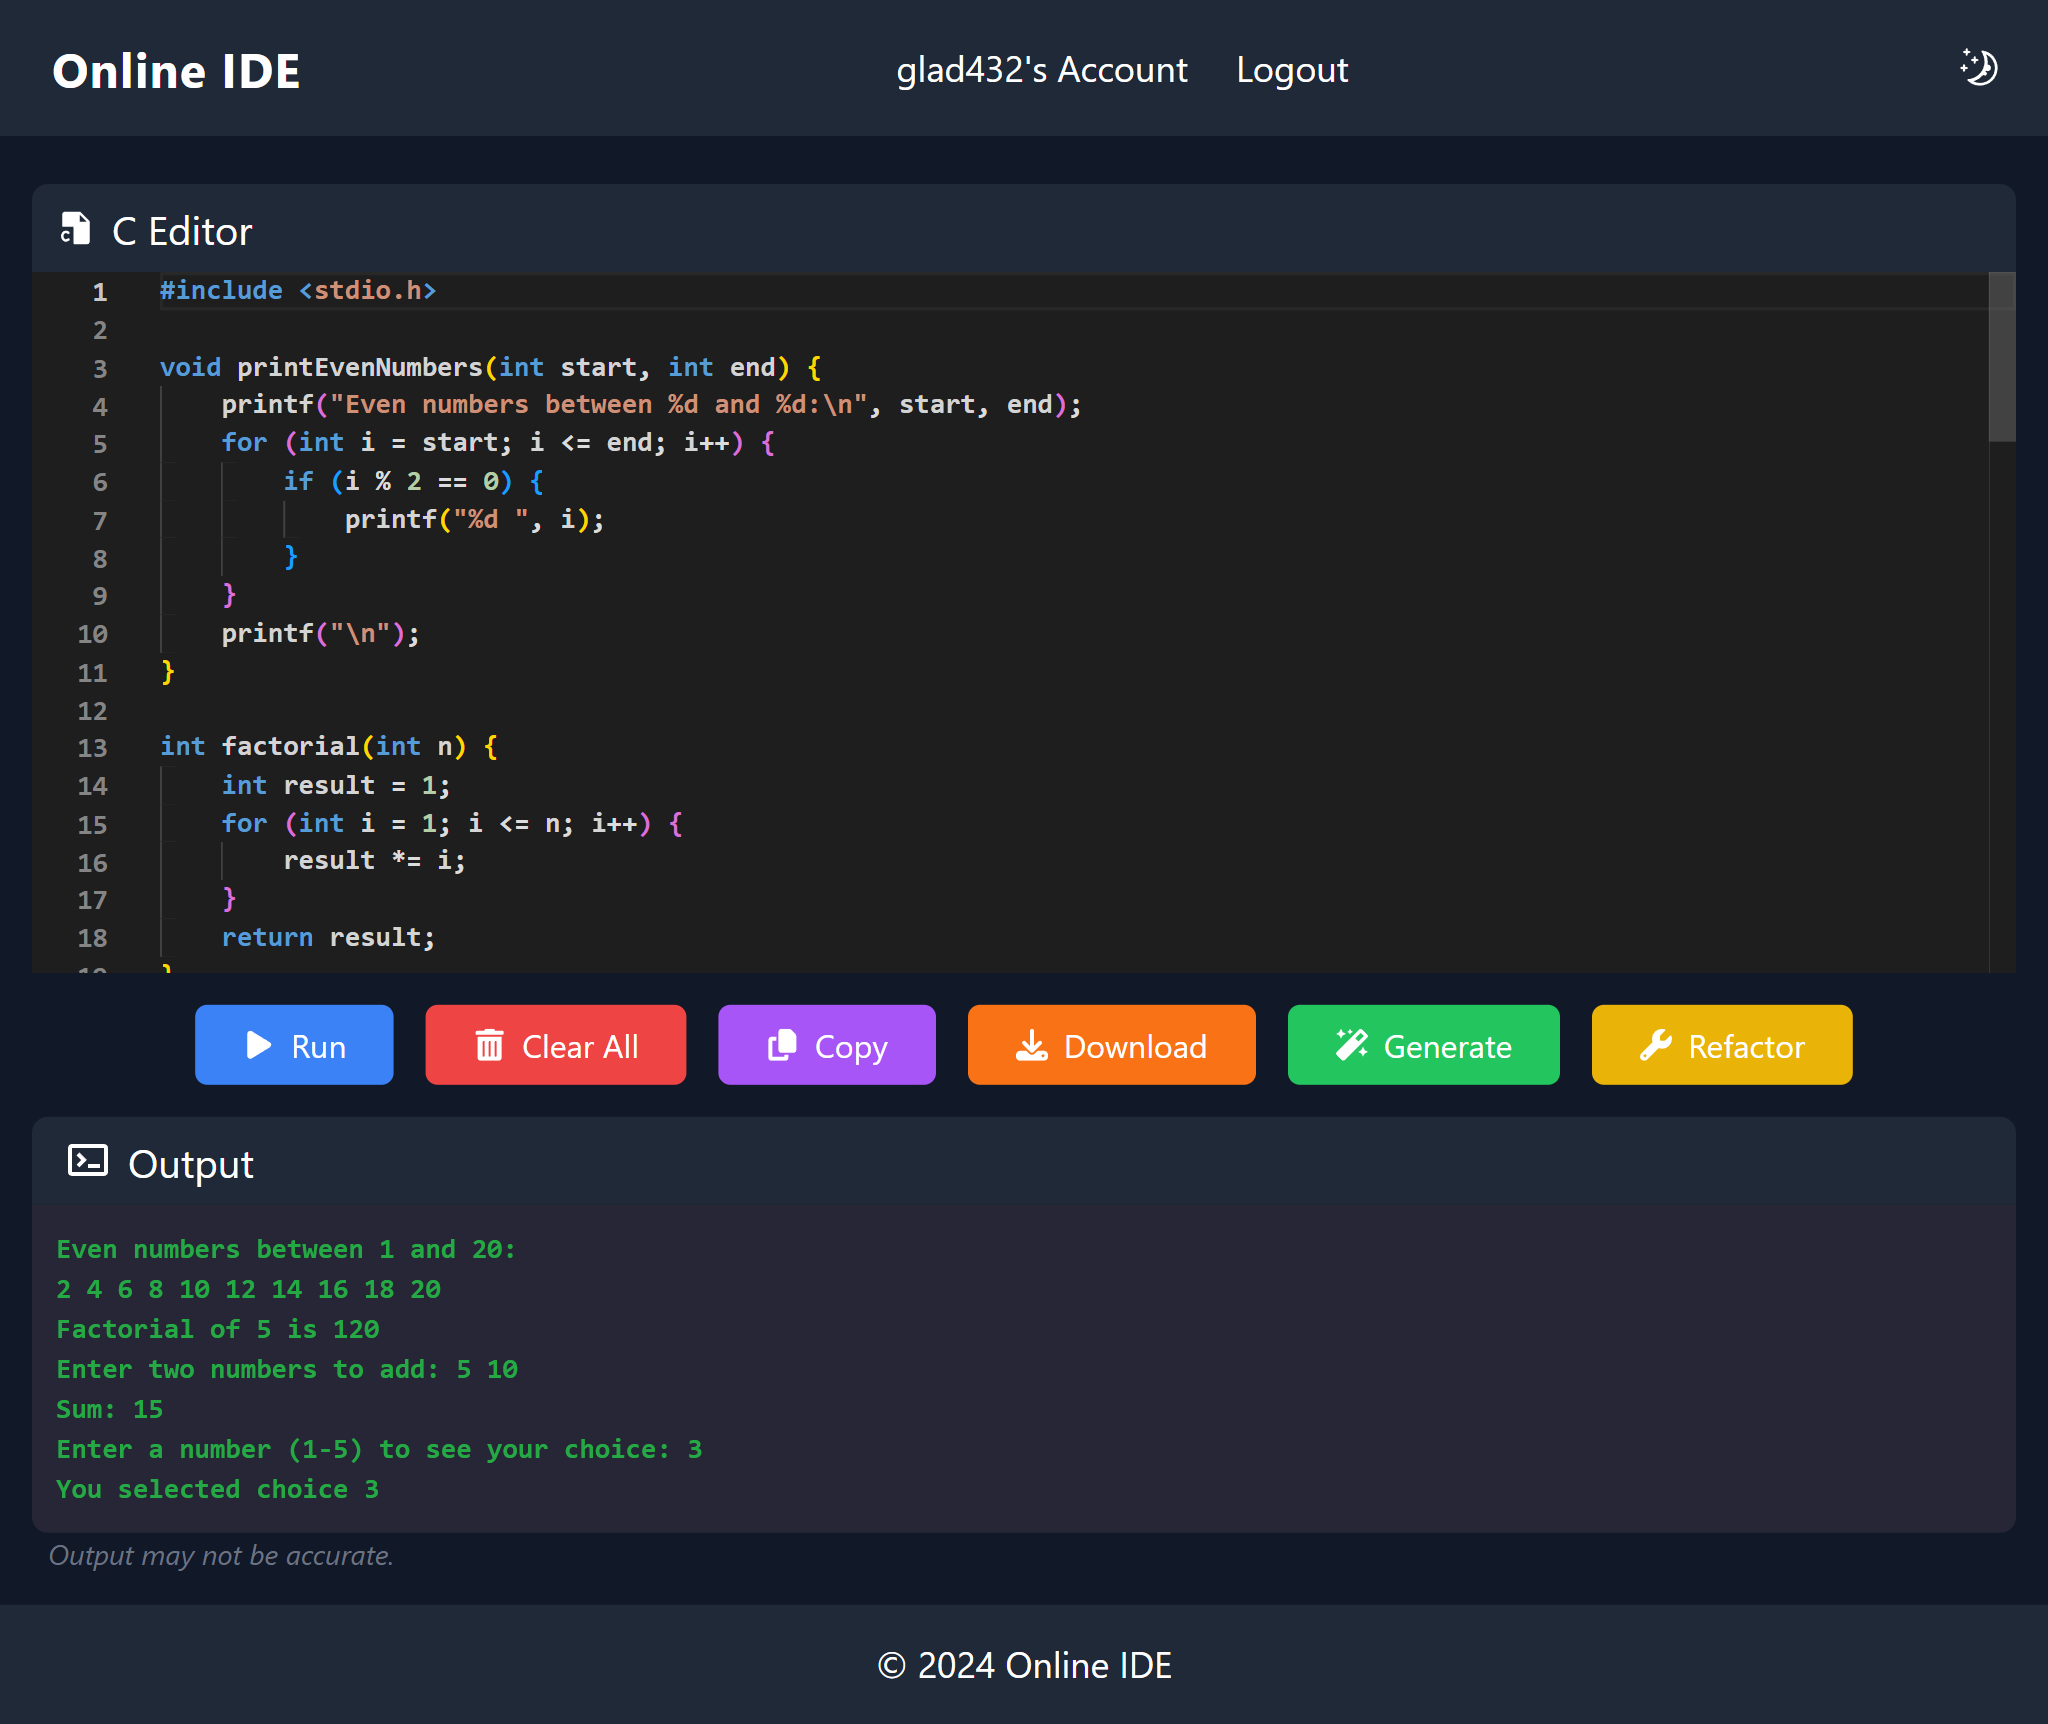 Online IDE
glad432's Account Logout
C Editor
1 #include <stdio.h>
2
3 void printEvenNumbers(int start, int end) {
4     printf("Even numbers between %d and %d:\n", start, end);
5     for (int i = start; i <= end; i++) {
6         if (i % 2 == 0) {
7             printf("%d ", i);
8         }
9     }
10     printf("\n");
11 }
12
13 int factorial(int n) {
14     int result = 1;
15     for (int i = 1; i <= n; i++) {
16         result *= i;
17     }
18     return result;
19 }
Run Clear All Copy Download Generate Refactor
Output
Even numbers between 1 and 20:
2 4 6 8 10 12 14 16 18 20
Factorial of 5 is 120
Enter two numbers to add: 5 10
Sum: 15
Enter a number (1-5) to see your choice: 3
You selected choice 3
Output may not be accurate.
© 2024 Online IDE